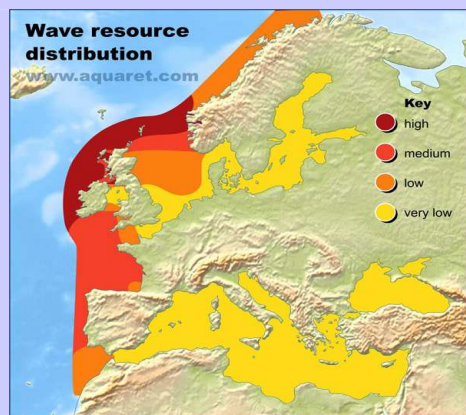 Wave resource
distribution
www.aquaret.com
Key
high
medium
low
very low